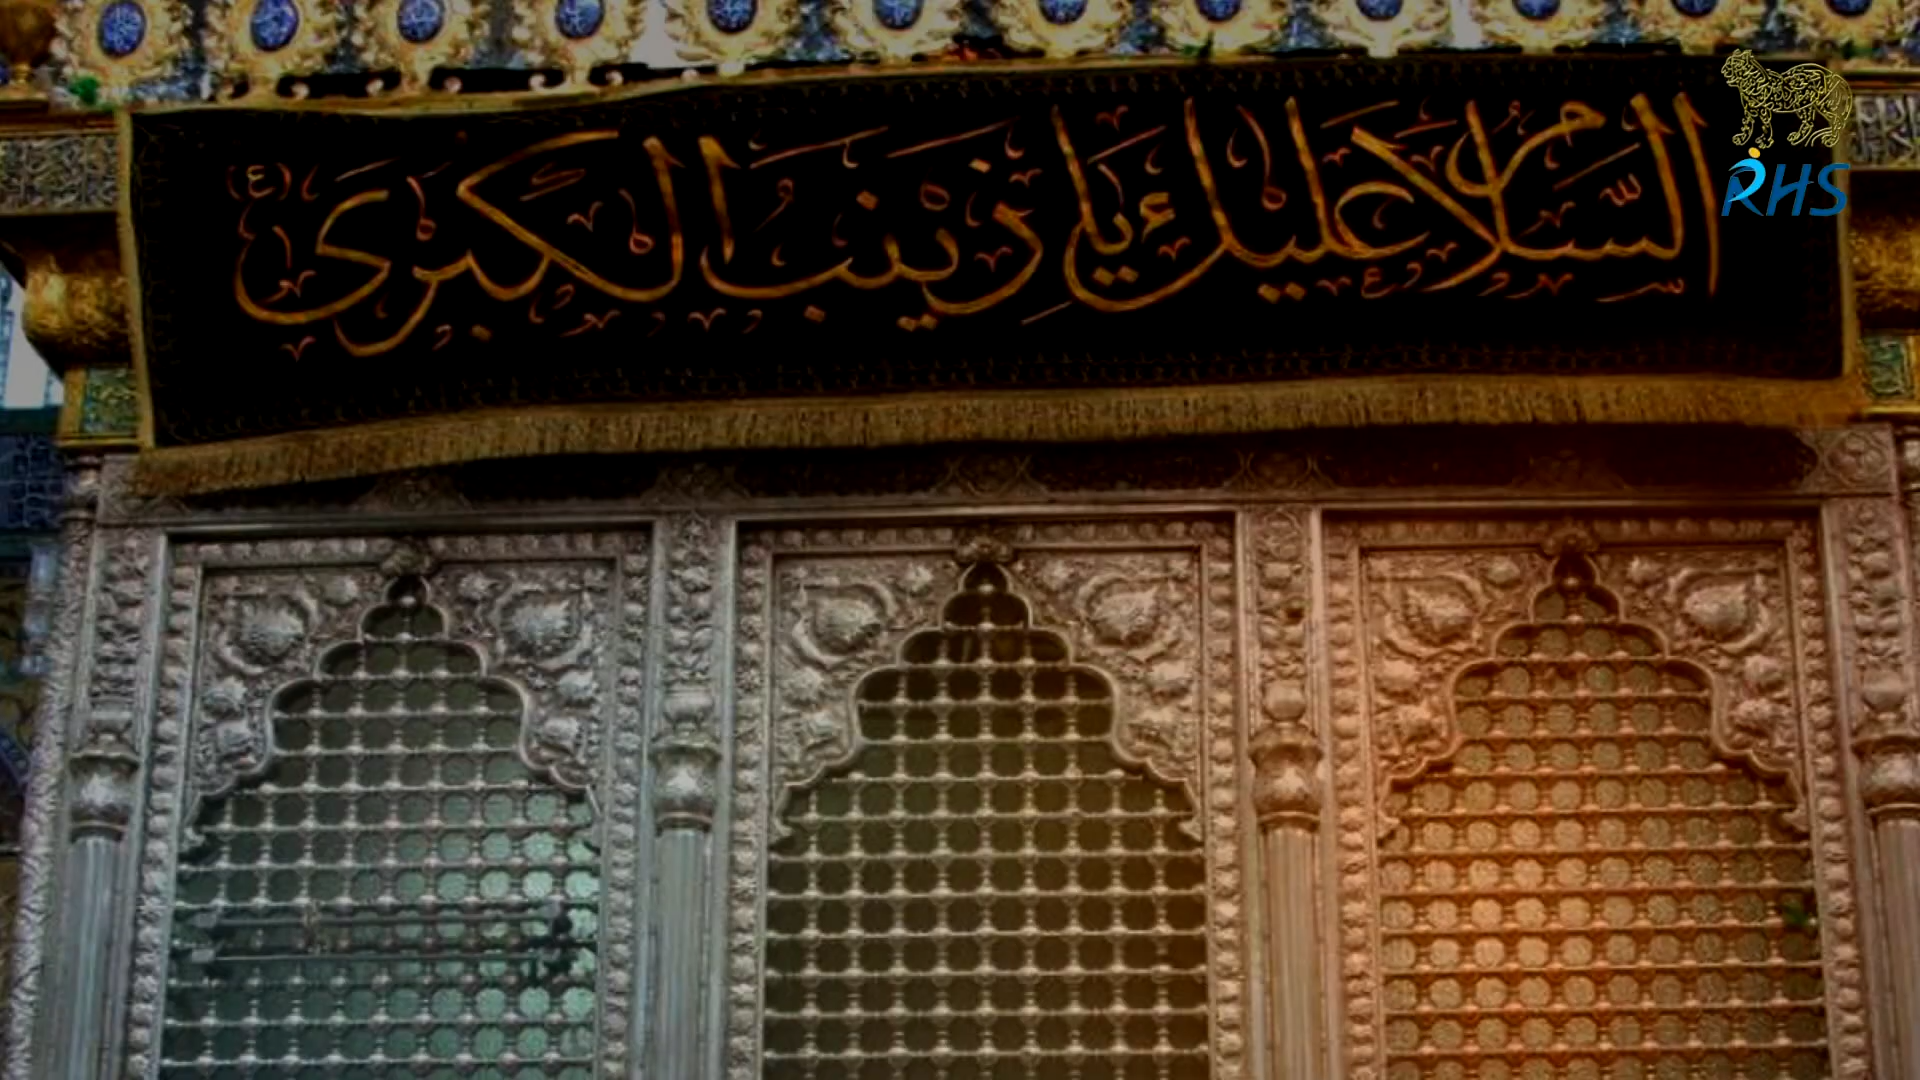 السلام عليك يا زينب الكبرى (ع)
RHS